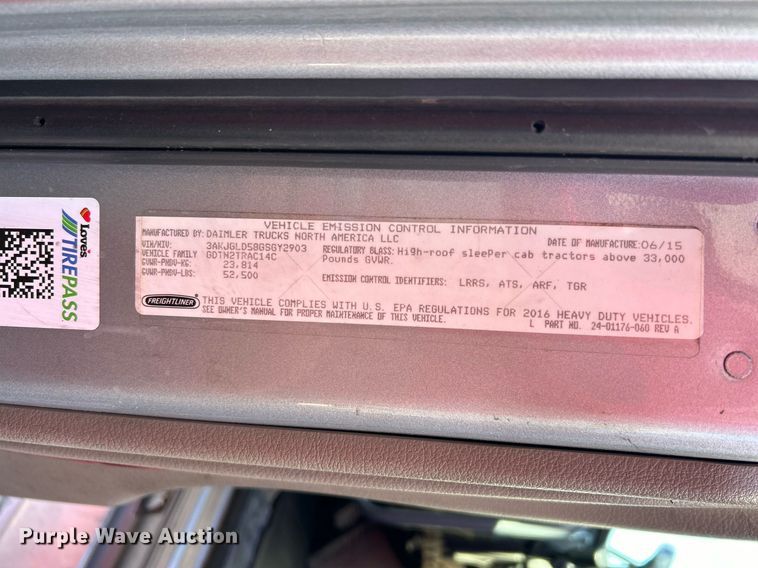 VEHICLE EMISSION CONTROL INFORMATION
MANUFACTURED BY: DAIMLER TRUCKS NORTH AMERICA LLC
DATE OF MANUFACTURE: 06/15
VIN/NIV: 3AKJGLD58GSGY2903
VEHICLE FAMILY GDTN2TRAC14C
GVWR-PNBV-KG: 23,814
GVWR-PNBV-LBS: 52,500
REGULATORY CLASS: High-roof sleeper cab tractors above 33,000
Pounds GVWR.
EMISSION CONTROL IDENTIFIERS: LRRS, ATS, ARF, TGR
FREIGHTLINER
THIS VEHICLE COMPLIES WITH U.S. EPA REGULATIONS FOR 2016 HEAVY DUTY VEHICLES.
SEE OWNER'S MANUAL FOR PROPER MAINTENANCE OF THIS VEHICLE.
L PART NO. 24-01176-060 REV A
Love's
TIREPASS
Purple Wave Auction